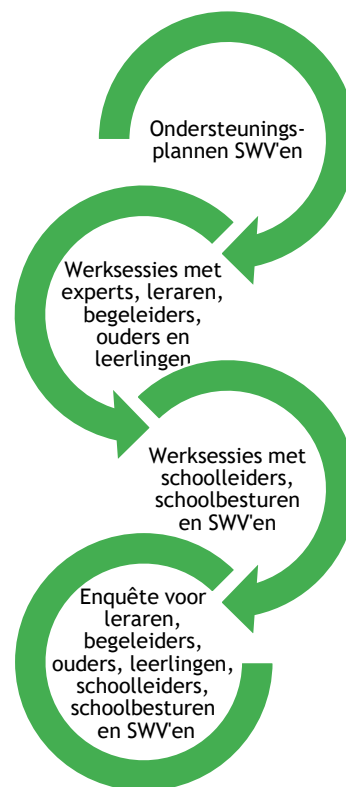 Ondersteunings-
plannen SWV'en
Werksessies met
experts, leraren,
begeleiders,
ouders en
leerlingen
Werksessies met
schoolleiders,
schoolbesturen
en SWV'en
Enquête voor
leraren,
begeleiders,
ouders, leerlingen,
schoolleiders,
schoolbesturen
en SWV'en